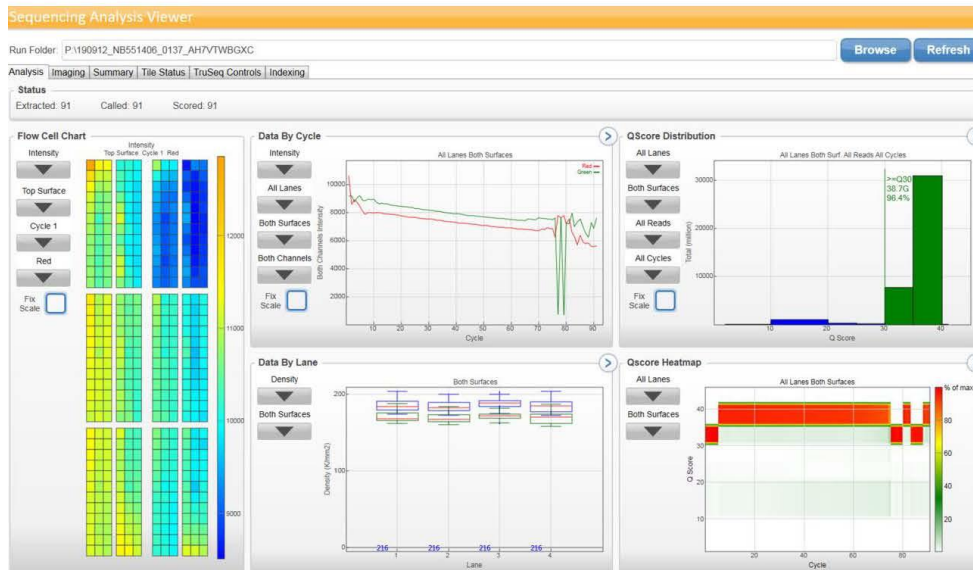 Sequencing Analysis Viewer
Run Folder: P:\190912_NB551406_0137_AH7VTWBGXC
Browse
Refresh
Analysis
Imaging
Summary
Tile Status
TruSeq Controls
Indexing
Status
Extracted: 91
Called: 91
Scored: 91
Flow Cell Chart
Intensity
Top Surface
Cycle 1
Red
Fix
Scale
Intensity
Top Surface Cycle 1 Red
12000
11000
10000
9000
Data By Cycle
Intensity
All Lanes
Both Surfaces
Both Channels
Fix
Scale
All Lanes Both Surfaces
Red
Green
Both Channels Intensity
10000
8000
6000
4000
2000
10 20 30 40 50 60 70 80 90
Cycle
QScore Distribution
All Lanes
Both Surfaces
All Reads
All Cycles
Fix
Scale
All Lanes Both Surf. All Reads All Cycles
>=Q30
38.7G
96.4%
Total (million)
30000
20000
10000
10 20 30 40
Q Score
Data By Lane
Density
Both Surfaces
Both Surfaces
Density (K/mm2)
200
100
0
216 216 216 216
1 2 3 4
Lane
Qscore Heatmap
All Lanes
Both Surfaces
All Lanes Both Surfaces
% of max
80
60
40
20
Q Score
40
30
20
10
20 40 60 80
Cycle